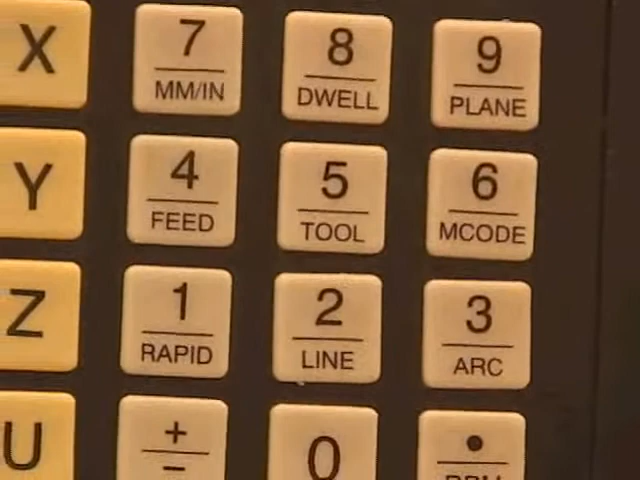 X 7 8 9
MM/IN DWELL PLANE
Y 4 5 6
FEED TOOL MCODE
Z 1 2 3
RAPID LINE ARC
U + 0 •
−